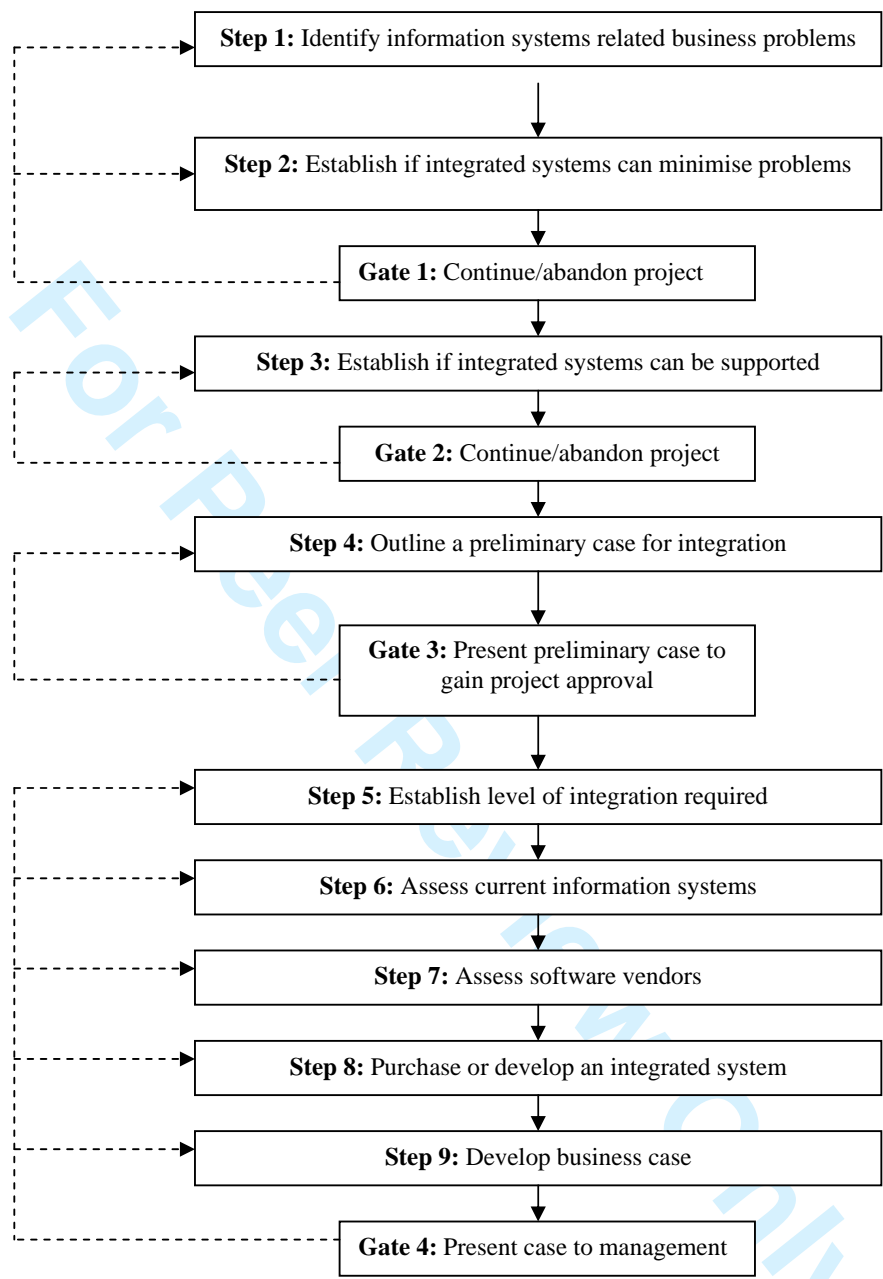 Step 1: Identify information systems related business problems
Step 2: Establish if integrated systems can minimise problems
Gate 1: Continue/abandon project
Step 3: Establish if integrated systems can be supported
Gate 2: Continue/abandon project
Step 4: Outline a preliminary case for integration
Gate 3: Present preliminary case to
gain project approval
Step 5: Establish level of integration required
Step 6: Assess current information systems
Step 7: Assess software vendors
Step 8: Purchase or develop an integrated system
Step 9: Develop business case
Gate 4: Present case to management
For Peer Review Only